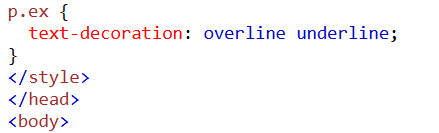 p.ex {
  text-decoration: overline underline;
}
</style>
</head>
<body>